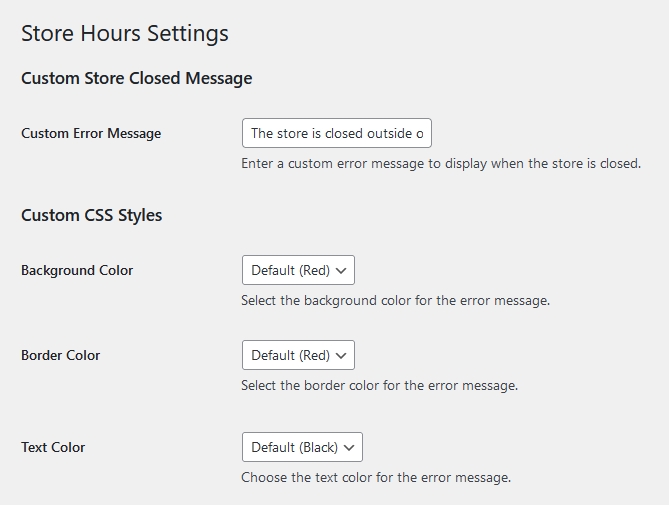 Store Hours Settings
Custom Store Closed Message
Custom Error Message
The store is closed outside o
Enter a custom error message to display when the store is closed.
Custom CSS Styles
Background Color
Default (Red)
Select the background color for the error message.
Border Color
Default (Red)
Select the border color for the error message.
Text Color
Default (Black)
Choose the text color for the error message.